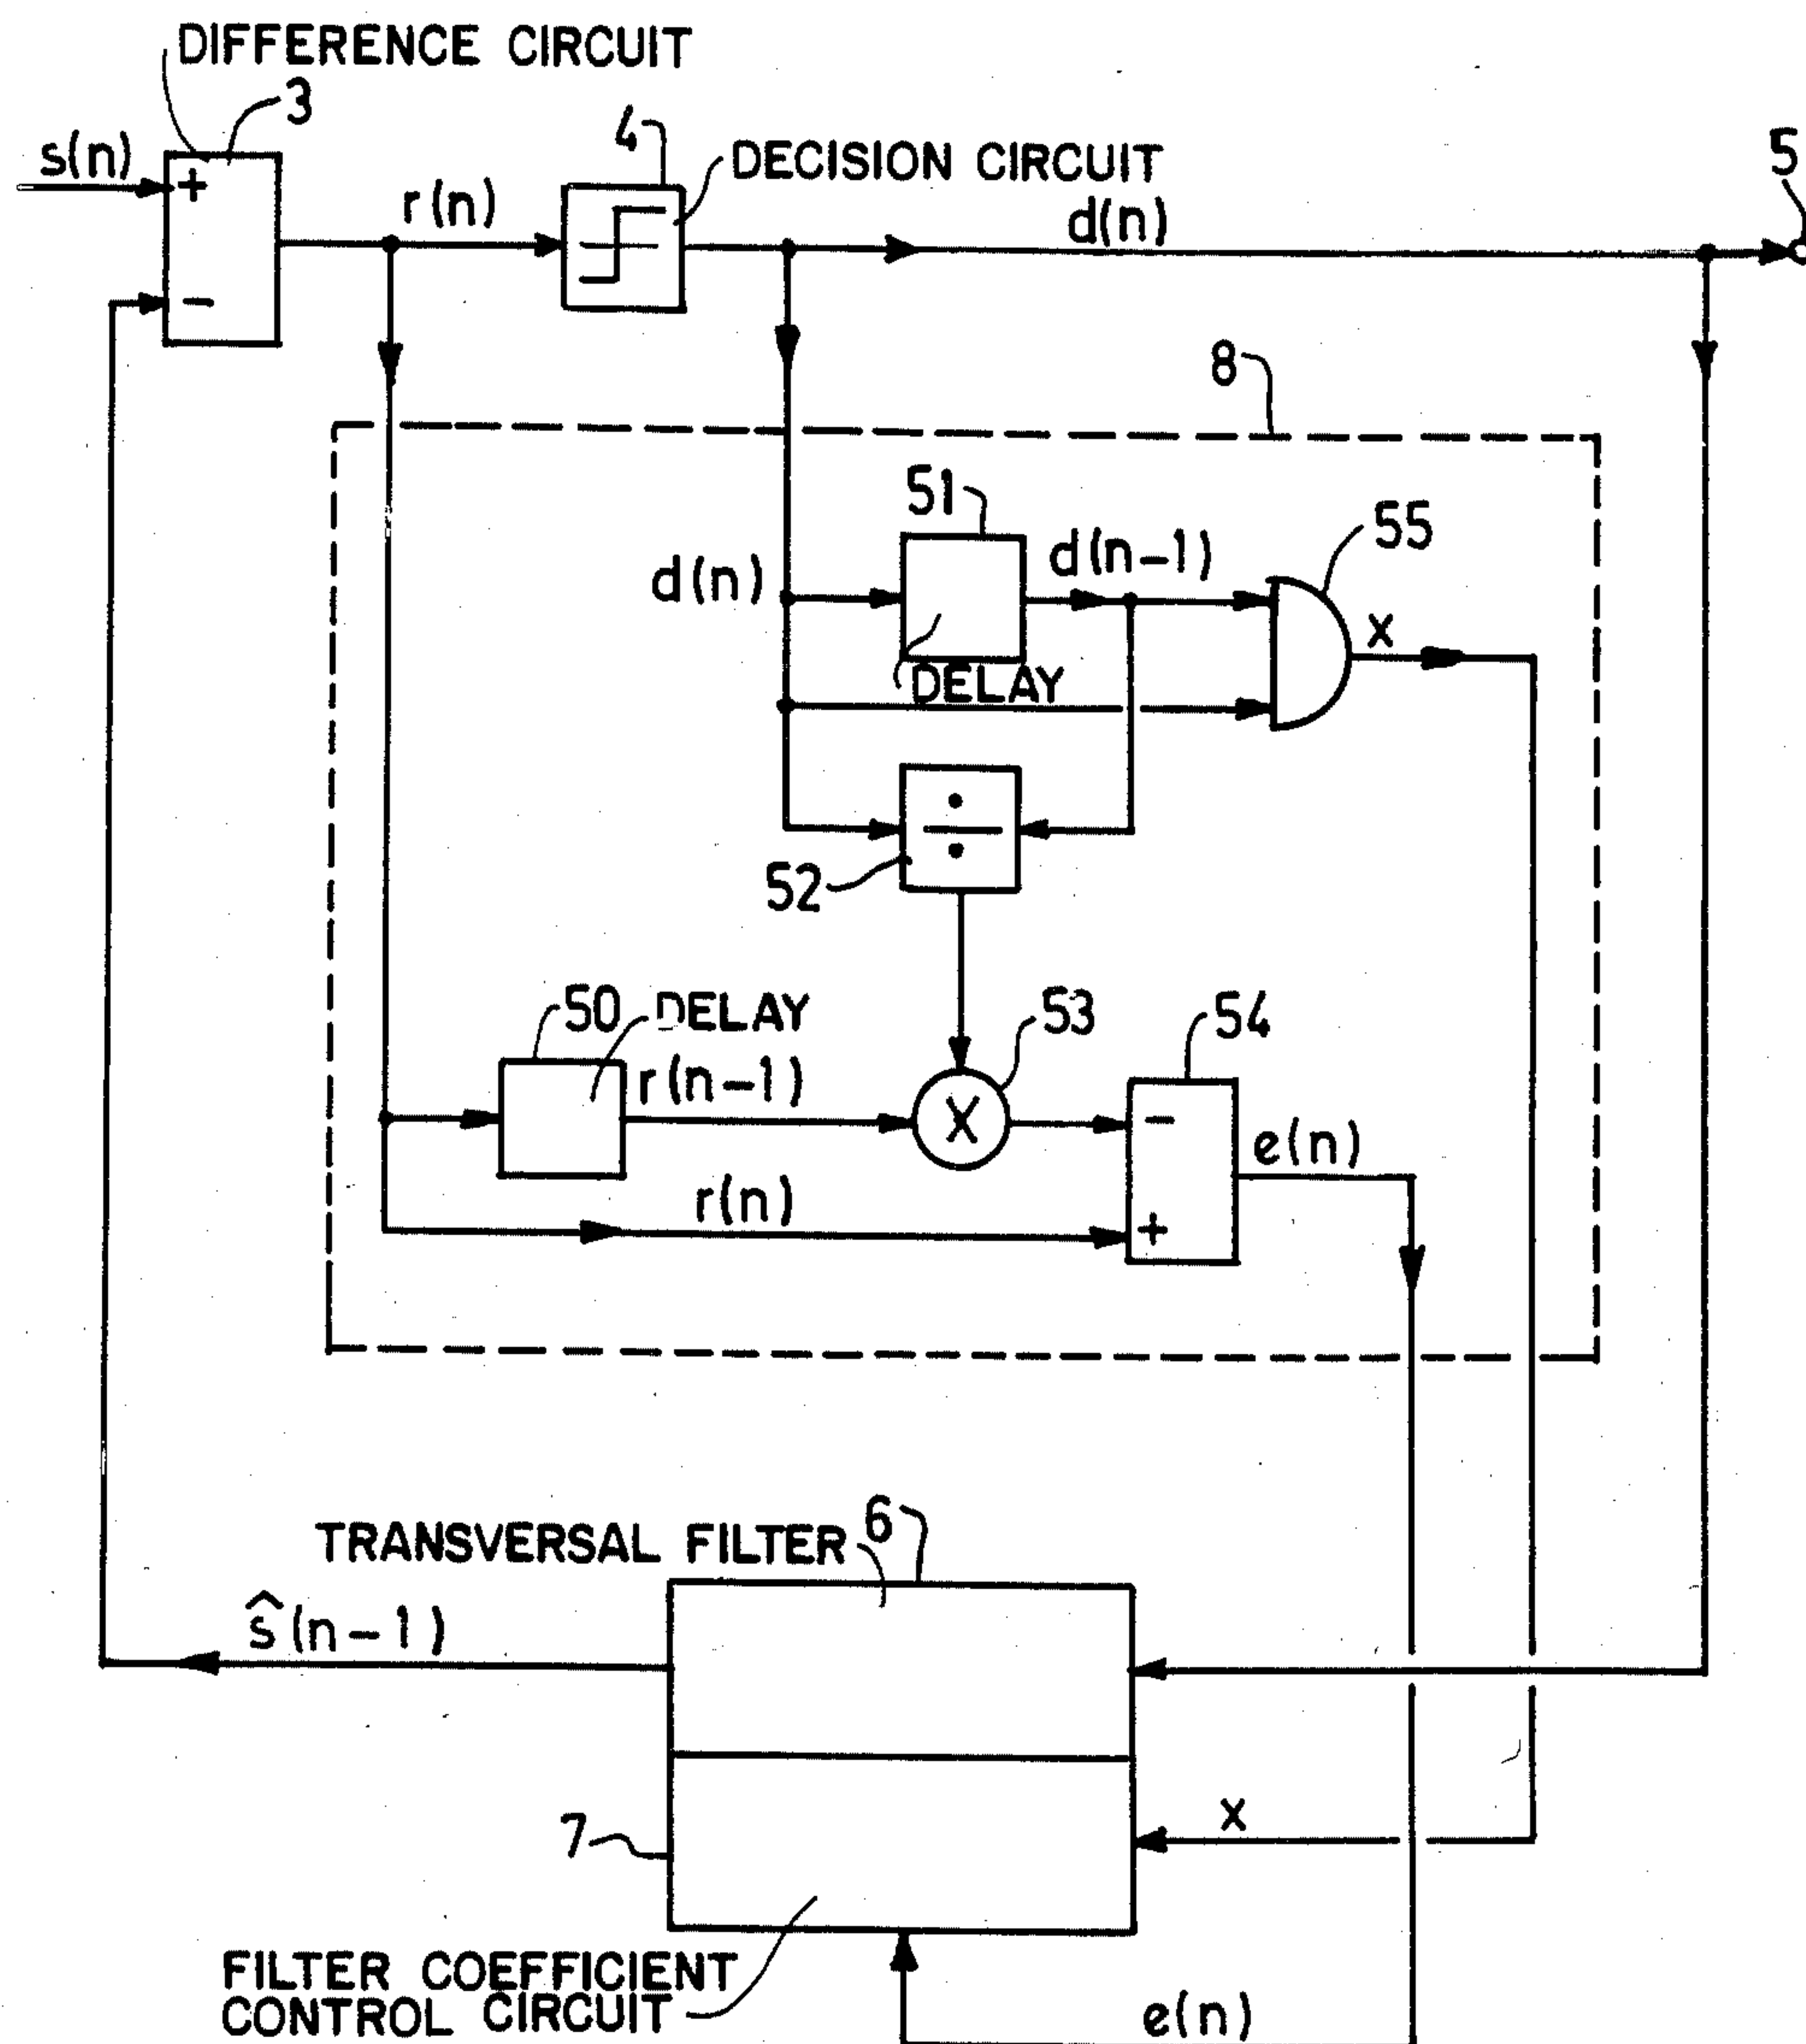 DIFFERENCE CIRCUIT
3
s(n)
+
−
r(n)
4
DECISION CIRCUIT
d(n)
5
8
51
d(n)
d(n−1)
55
x
DELAY
÷
52
50
DELAY
r(n−1)
53
X
54
−
e(n)
r(n)
+
TRANSVERSAL FILTER
6
ŝ(n−1)
7
x
FILTER COEFFICIENT
CONTROL CIRCUIT
e(n)